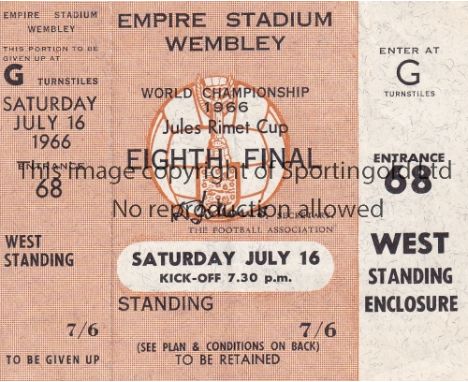 EMPIRE STADIUM
WEMBLEY
THIS PORTION TO BE
GIVEN UP AT
G TURNSTILES
SATURDAY
JULY 16
1966
ENTRANCE
68
WEST
STANDING
7/6
TO BE GIVEN UP
EMPIRE STADIUM
WEMBLEY
WORLD CHAMPIONSHIP
1966
Jules Rimet Cup
EIGHTH FINAL
This image copyright of Sportingold Ltd
No reproduction allowed
SECRETARY
THE FOOTBALL ASSOCIATION
SATURDAY JULY 16
KICK-OFF 7.30 p.m.
STANDING
7/6
(SEE PLAN & CONDITIONS ON BACK)
TO BE RETAINED
ENTER AT
G
TURNSTILES
ENTRANCE
68
WEST
STANDING
ENCLOSURE